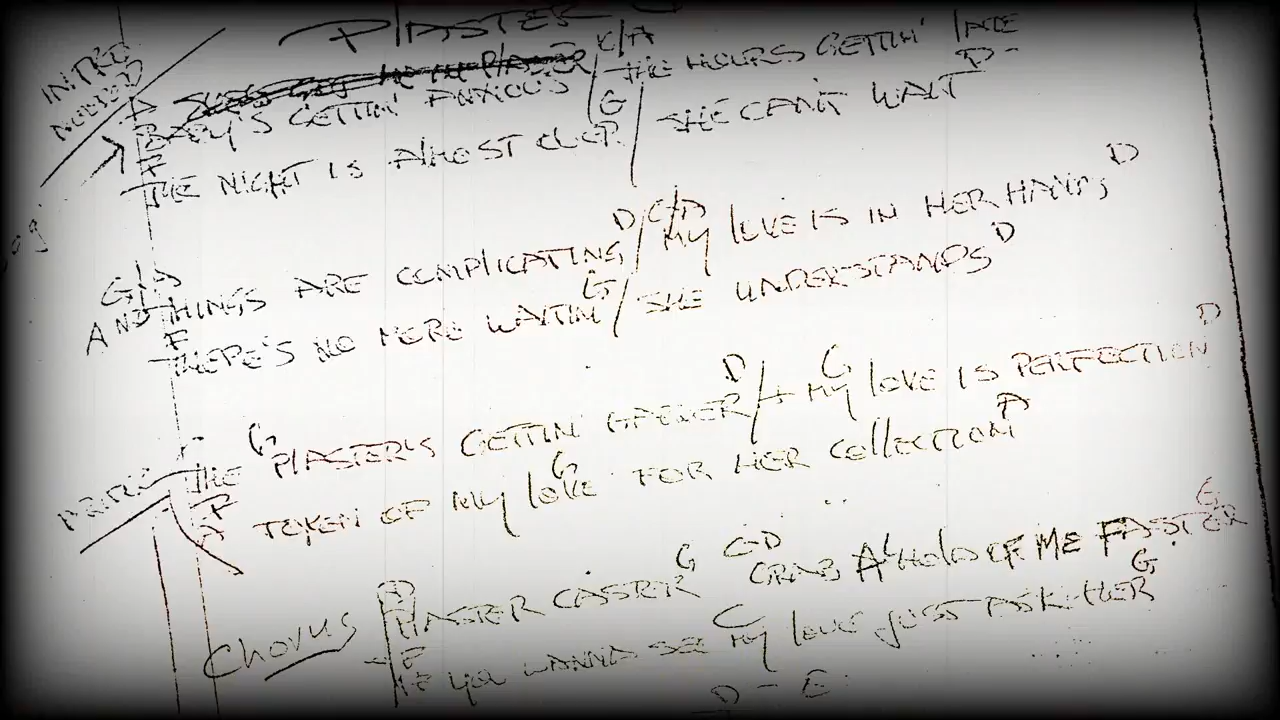 PLASTER C
INTRO
NEEDED
C/A
BABY'S GETTIN' ANXIOUS / THE HOURS GETTIN' LATE
F G D
THE NIGHT IS ALMOST OVER / SHE CAN'T WAIT
G/D D / C/D D
AND THINGS ARE COMPLICATING / MY LOVE IS IN HER HANDS
F G D
THERE'S NO MORE WAITIN' / SHE UNDERSTANDS
G D G D
THE PLASTER'S GETTIN' HARDER / + MY LOVE IS PERFECTION
F G A
A TOKEN OF MY LOVE FOR HER COLLECTION
D G C/D G
Chorus PLASTER CASTER GRAB A HOLD OF ME FASTER
F C G
IF YOU WANNA SEE MY LOVE JUST ASK HER
D - E